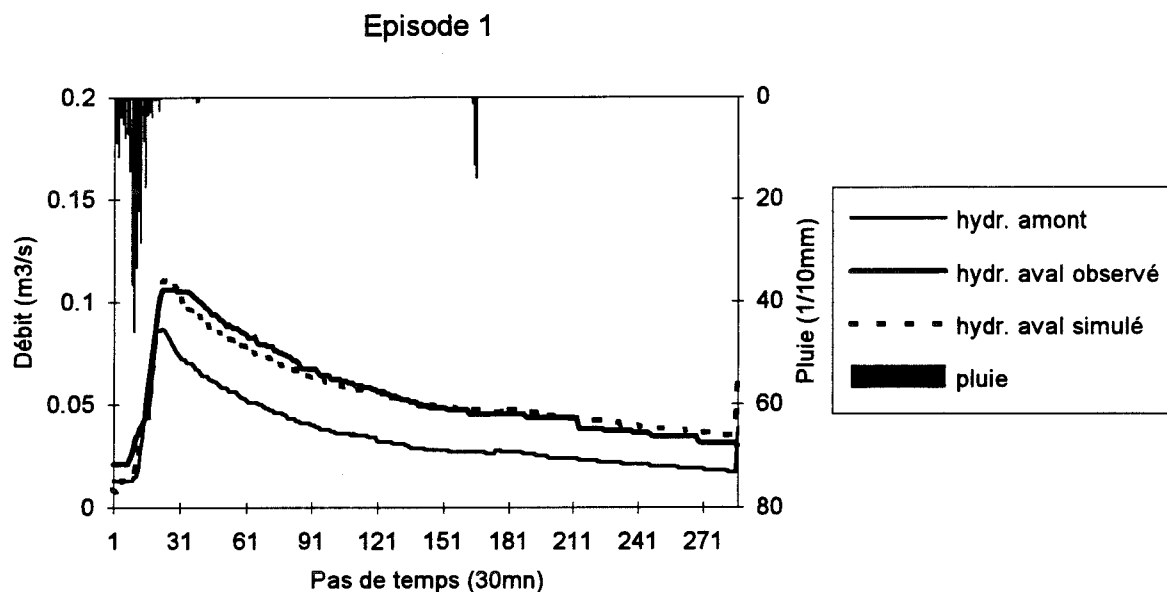 Episode 1
Débit (m3/s)
0.2
0.15
0.1
0.05
0
1 31 61 91 121 151 181 211 241 271
Pas de temps (30mn)
0
20
40
60
80
Pluie (1/10mm)
hydr. amont
hydr. aval observé
hydr. aval simulé
pluie